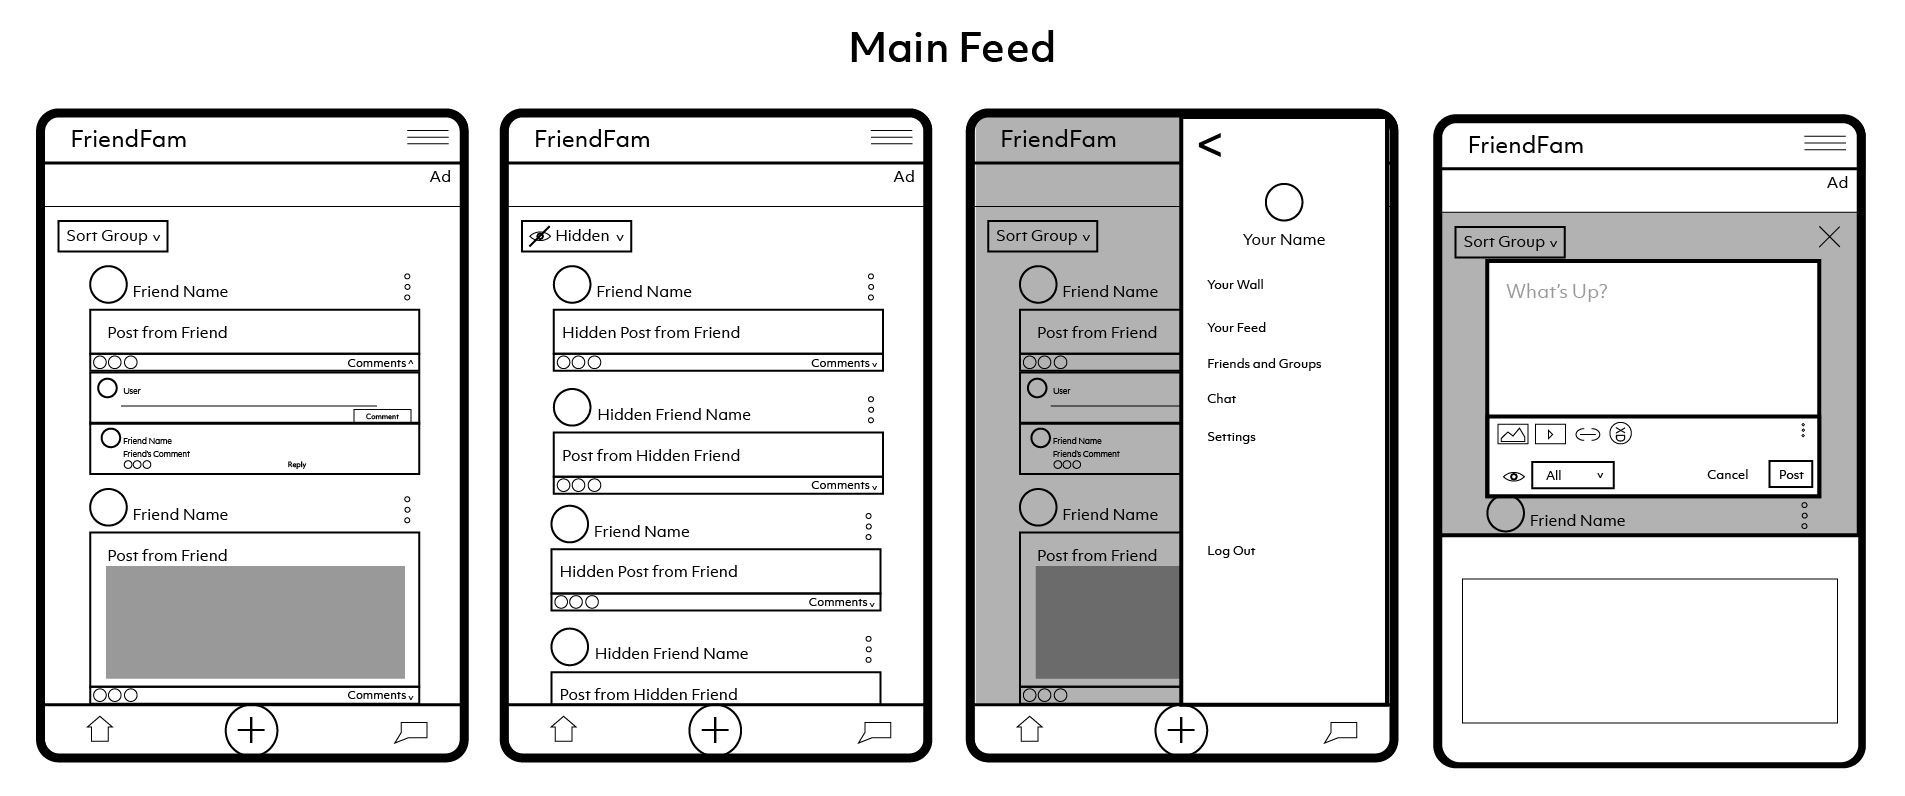 Main Feed
FriendFam
Ad
Sort Group v
Friend Name
Post from Friend
Comments ^
User
Comment
Friend Name
Friend's Comment
Reply
Friend Name
Post from Friend
Comments v
FriendFam
Ad
Hidden v
Friend Name
Hidden Post from Friend
Comments v
Hidden Friend Name
Post from Hidden Friend
Comments v
Friend Name
Hidden Post from Friend
Comments v
Hidden Friend Name
Post from Hidden Friend
FriendFam
Sort Group v
Friend Name
Post from Friend
User
Friend Name
Friend's Comment
Friend Name
Post from Friend
<
Your Name
Your Wall
Your Feed
Friends and Groups
Chat
Settings
Log Out
FriendFam
Ad
Sort Group v
What's Up?
XD
All v
Cancel
Post
Friend Name